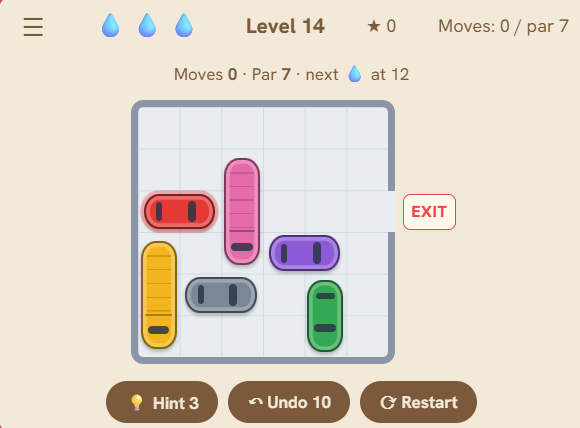 Level 14
★ 0
Moves: 0 / par 7
Moves 0 · Par 7 · next 💧 at 12
EXIT
Hint 3
Undo 10
Restart